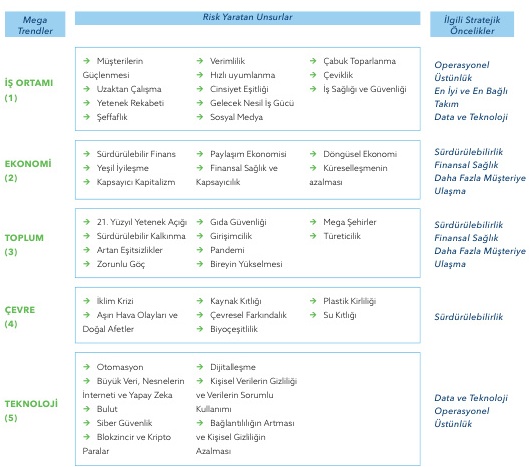 Mega
Trendler
Risk Yaratan Unsurlar
İlgili Stratejik
Öncelikler
İŞ ORTAMI
(1)
→ Müşterilerin
Güçlenmesi
→ Uzaktan Çalışma
→ Yetenek Rekabeti
→ Şeffaflık
→ Verimlilik
→ Hızlı uyumlanma
→ Cinsiyet Eşitliği
→ Gelecek Nesil İş Gücü
→ Sosyal Medya
→ Çabuk Toparlanma
→ Çeviklik
→ İş Sağlığı ve Güvenliği
Operasyonel
Üstünlük
En İyi ve En Bağlı
Takım
Data ve Teknoloji
EKONOMİ
(2)
→ Sürdürülebilir Finans
→ Yeşil İyileşme
→ Kapsayıcı Kapitalizm
→ Paylaşım Ekonomisi
→ Finansal Sağlık ve
Kapsayıcılık
→ Döngüsel Ekonomi
→ Küreselleşmenin
azalması
Sürdürülebilirlik
Finansal Sağlık
Daha Fazla Müşteriye
Ulaşma
TOPLUM
(3)
→ 21. Yüzyıl Yetenek Açığı
→ Sürdürülebilir Kalkınma
→ Artan Eşitsizlikler
→ Zorunlu Göç
→ Gıda Güvenliği
→ Girişimcilik
→ Pandemi
→ Bireyin Yükselmesi
→ Mega Şehirler
→ Türeticilik
Sürdürülebilirlik
Finansal Sağlık
Daha Fazla Müşteriye
Ulaşma
ÇEVRE
(4)
→ İklim Krizi
→ Aşırı Hava Olayları ve
Doğal Afetler
→ Kaynak Kıtlığı
→ Çevresel Farkındalık
→ Biyoçeşitlilik
→ Plastik Kirliliği
→ Su Kıtlığı
Sürdürülebilirlik
TEKNOLOJİ
(5)
→ Otomasyon
→ Büyük Veri, Nesnelerin
İnterneti ve Yapay Zeka
→ Bulut
→ Siber Güvenlik
→ Blokzincir ve Kripto
Paralar
→ Dijitalleşme
→ Kişisel Verilerin Gizliliği
ve Verilerin Sorumlu
Kullanımı
→ Bağlantılılığın Artması
ve Kişisel Gizliliğin
Azalması
Data ve Teknoloji
Operasyonel
Üstünlük